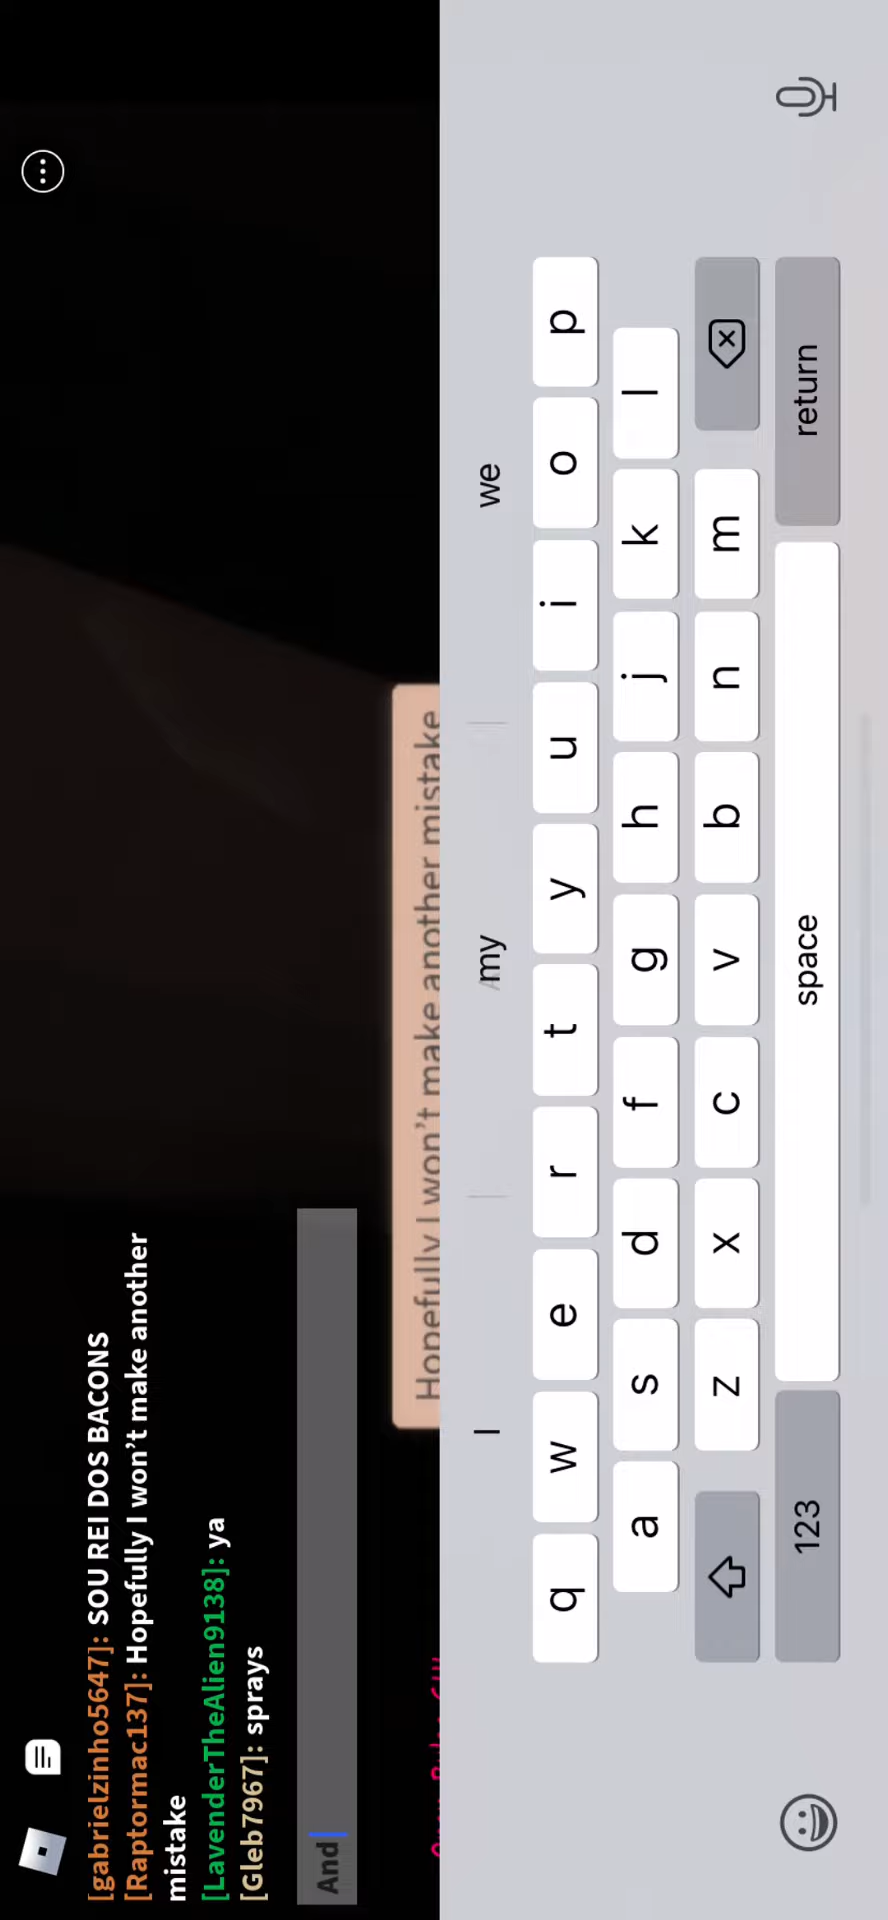 [gabrielzinho5647]: SOU REI DOS BACONS
[Raptormac137]: Hopefully I won't make another
mistake
[LavenderTheAlien9138]: ya
[Gleb7967]: sprays
And
Hopefully I won't make another mistake
I my we
q w e r t y u i o p
a s d f g h j k l
z x c v b n m
123 space return